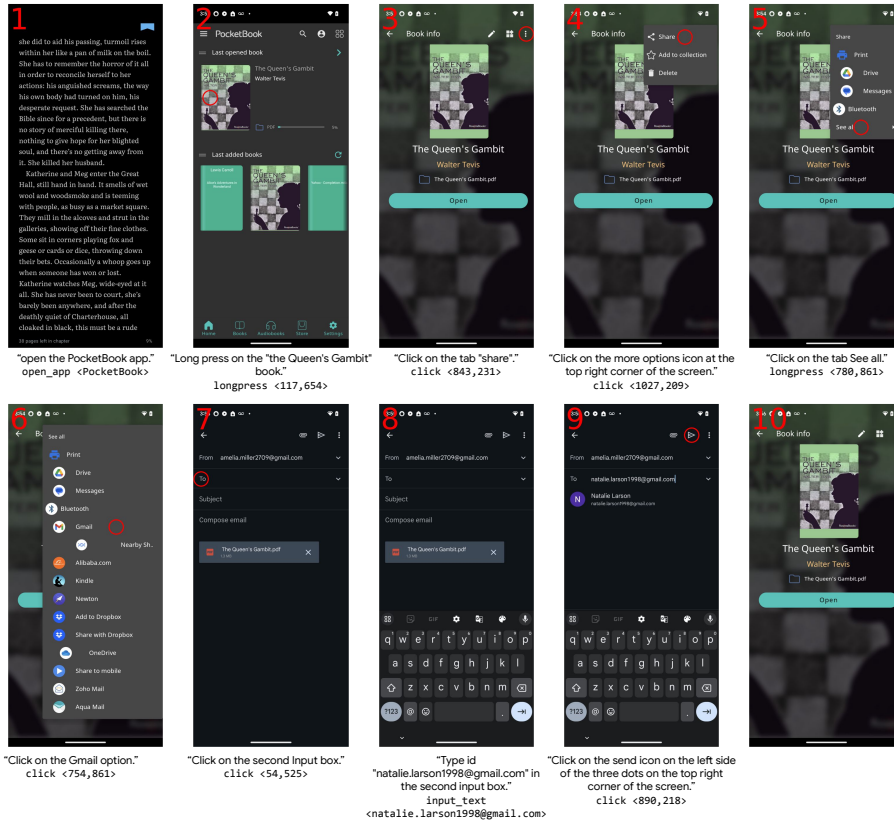 1
she did to aid his passing, turmoil rises
within her like a pan of milk on the boil.
She has to remember the horror of it all
in order to reconcile herself to her
actions: his anguished screams, the way
his own body had turned on him, his
desperate request. She has searched the
Bible since for a precedent, but there is
no story of merciful killing there,
nothing to give hope for her blighted
soul, and there's no getting away from
it. She killed her husband.
Katherine and Meg enter the Great
Hall, still hand in hand. It smells of wet
wool and woodsmoke and is teeming
with people, as busy as a market square.
They mill in the alcoves and strut in the
galleries, showing off their fine clothes.
Some sit in corners playing fox and
geese or cards or dice, throwing down
their bets. Occasionally a whoop goes up
when someone has won or lost.
Katherine watches Meg, wide-eyed at it
all. She has never been to court, she's
barely been anywhere, and after the
deathly quiet of Charterhouse, all
cloaked in black, this must be a rude
38 pages left in chapter
9%
"open the PocketBook app."
open_app <PocketBook>
2
PocketBook
Last opened book
The Queen's Gambit
Walter Tevis
PDF
Last added books
Lewis Carroll
Home
Books
Audiobooks
Store
Settings
"Long press on the "the Queen's Gambit"
book."
longpress <117,654>
3
Book info
THE QUEEN'S GAMBIT
The Queen's Gambit
Walter Tevis
The Queen's Gambit.pdf
Open
"Click on the tab "share"."
click <843,231>
4
Book info
Share
Add to collection
Delete
The Queen's Gambit
Walter Tevis
The Queen's Gambit.pdf
Open
"Click on the more options icon at the
top right corner of the screen."
click <1027,209>
5
Book info
Share
Print
Drive
Messages
Bluetooth
See all
The Queen's Gambit
Walter Tevis
The Queen's Gambit.pdf
Open
"Click on the tab See all."
longpress <780,861>
6
See all
Print
Drive
Messages
Bluetooth
Gmail
Nearby Sh..
Alibaba.com
Kindle
Newton
Add to Dropbox
Share with Dropbox
OneDrive
Share to mobile
Zoho Mail
Aqua Mail
"Click on the Gmail option."
click <754,861>
7
From amelia.miller2709@gmail.com
To
Subject
Compose email
The Queen's Gambit.pdf
"Click on the second Input box."
click <54,525>
8
From amelia.miller2709@gmail.com
To
Subject
Compose email
The Queen's Gambit.pdf
GIF
q w e r t y u i o p
a s d f g h j k l
z x c v b n m
?123 @ .
"Type id
"natalie.larson1998@gmail.com" in
the second input box."
input_text
<natalie.larson1998@gmail.com>
9
From amelia.miller2709@gmail.com
To natalie.larson1998@gmail.com
N Natalie Larson
natalie.larson1998@gmail.com
GIF
q w e r t y u i o p
a s d f g h j k l
z x c v b n m
?123 @ .
"Click on the send icon on the left side
of the three dots on the top right
corner of the screen."
click <890,218>
10
Book info
THE QUEEN'S GAMBIT
The Queen's Gambit
Walter Tevis
The Queen's Gambit.pdf
Open